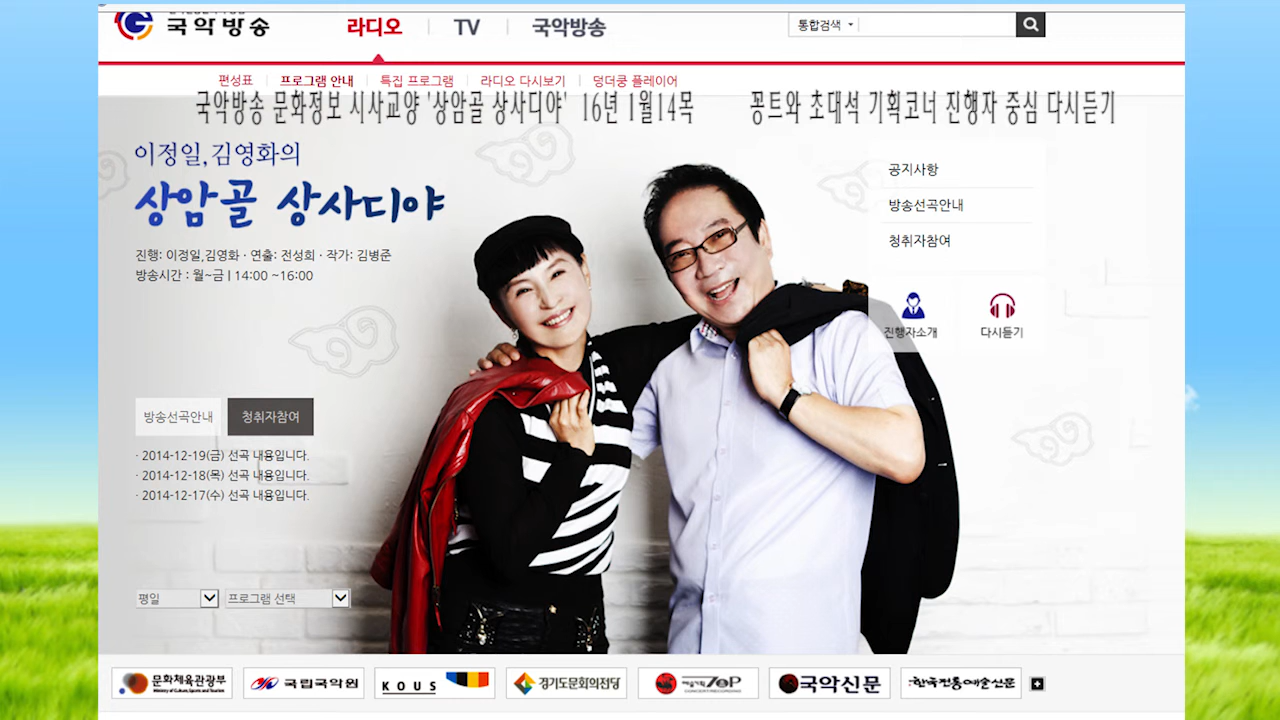 국악방송
라디오
TV
국악방송
통합검색
편성표
프로그램 안내
특집 프로그램
라디오 다시보기
덩더쿵 플레이어
국악방송 문화정보 시사교양 '상암골 상사디야' 16년 1월14목 꽁트와 초대석 기획코너 진행자 중심 다시듣기
이정일,김영화의
상암골 상사디야
진행: 이정일,김영화 · 연출: 전성희 · 작가: 김병준
방송시간 : 월~금 | 14:00 ~16:00
공지사항
방송선곡안내
청취자참여
진행자소개
다시듣기
방송선곡안내
청취자참여
· 2014-12-19(금) 선곡 내용입니다.
· 2014-12-18(목) 선곡 내용입니다.
· 2014-12-17(수) 선곡 내용입니다.
평일
프로그램 선택
문화체육관광부
Ministry of Culture, Sports and Tourism
국립국악원
KOUS
경기도문화의전당
예술기획 TOP
국악신문
한국전통예술신문